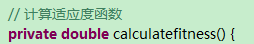 // 计算适应度函数
private double calculatefitness() {